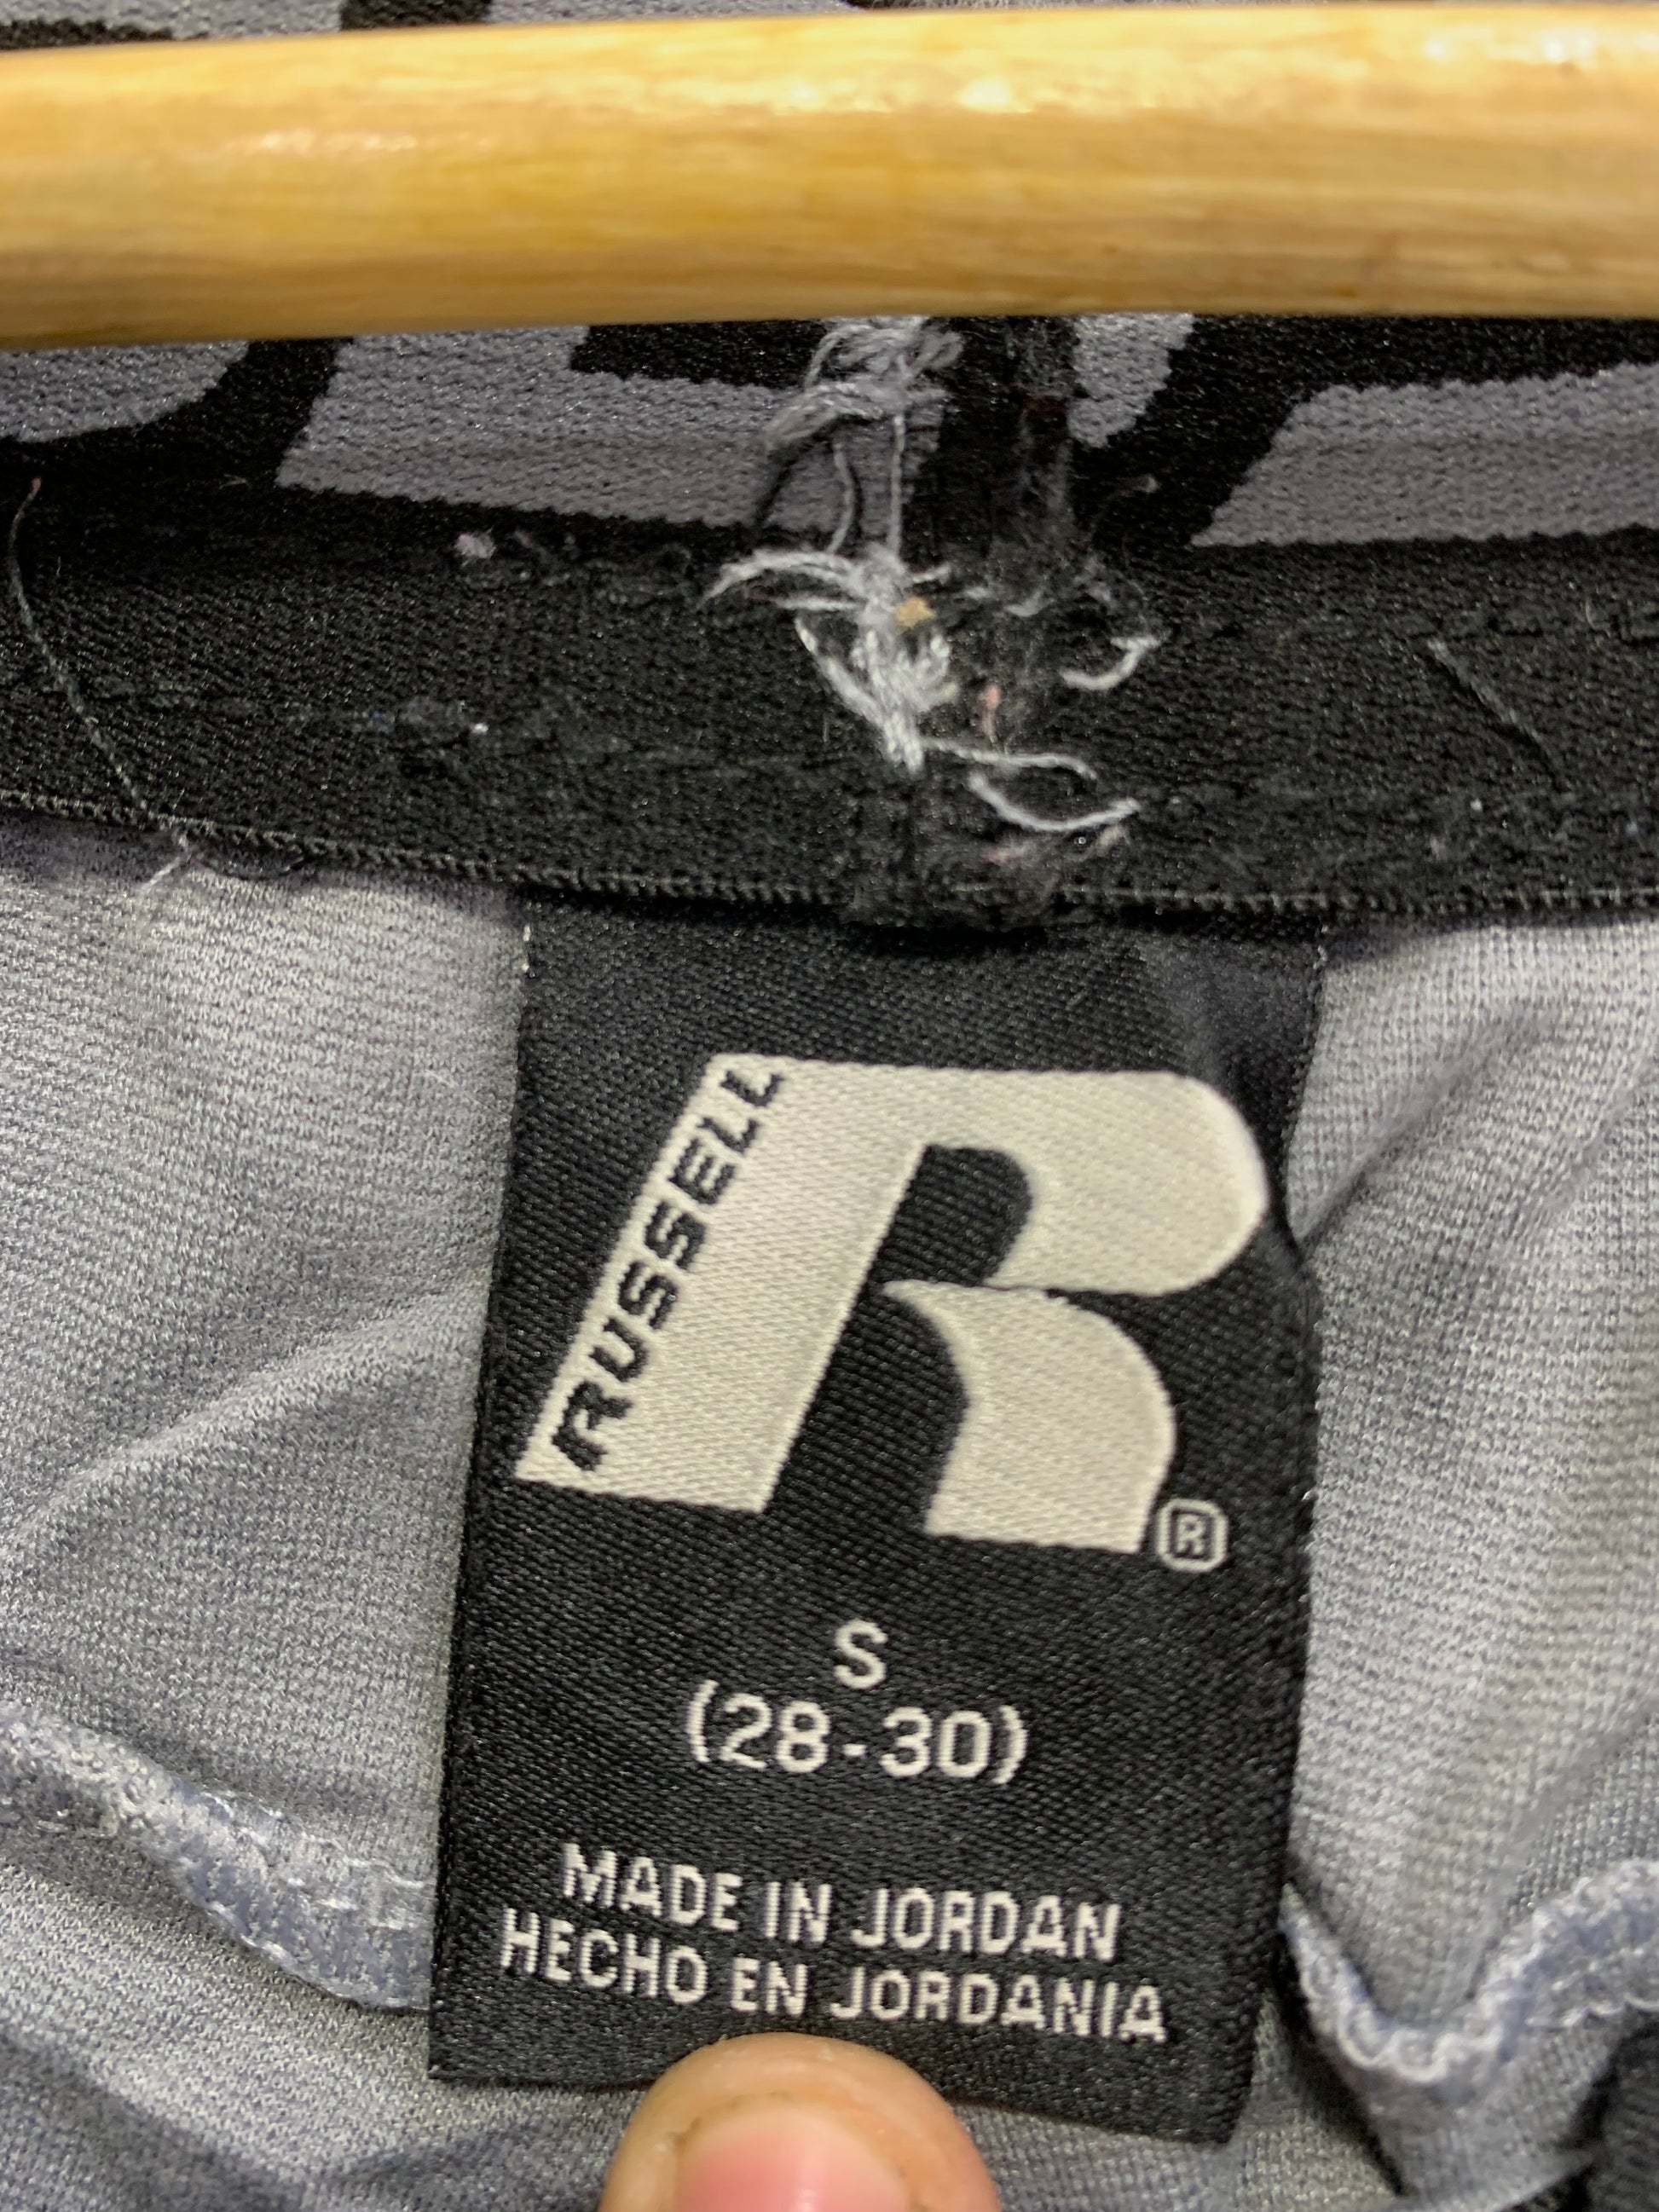 RUSSELL
R
®
S
(28-30)
MADE IN JORDAN
HECHO EN JORDANIA